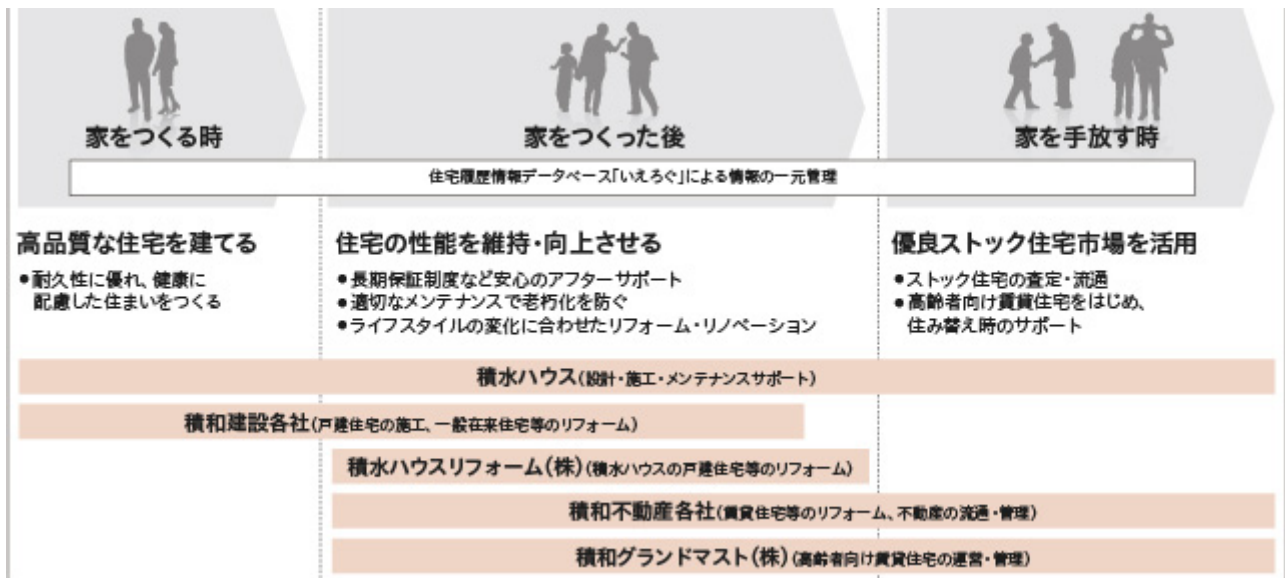 家をつくる時
家をつくった後
家を手放す時
住宅履歴情報データベース「いえろぐ」による情報の一元管理
高品質な住宅を建てる
●耐久性に優れ、健康に
配慮した住まいをつくる
住宅の性能を維持・向上させる
●長期保証制度など安心のアフターサポート
●適切なメンテナンスで老朽化を防ぐ
●ライフスタイルの変化に合わせたリフォーム・リノベーション
優良ストック住宅市場を活用
●ストック住宅の査定・流通
●高齢者向け賃貸住宅をはじめ、
住み替え時のサポート
積水ハウス(設計・施工・メンテナンスサポート)
積和建設各社(戸建住宅の施工、一般在来住宅等のリフォーム)
積水ハウスリフォーム(株)(積水ハウスの戸建住宅等のリフォーム)
積和不動産各社(賃貸住宅等のリフォーム、不動産の流通・管理)
積和グランドマスト(株)(高齢者向け賃貸住宅の運営・管理)